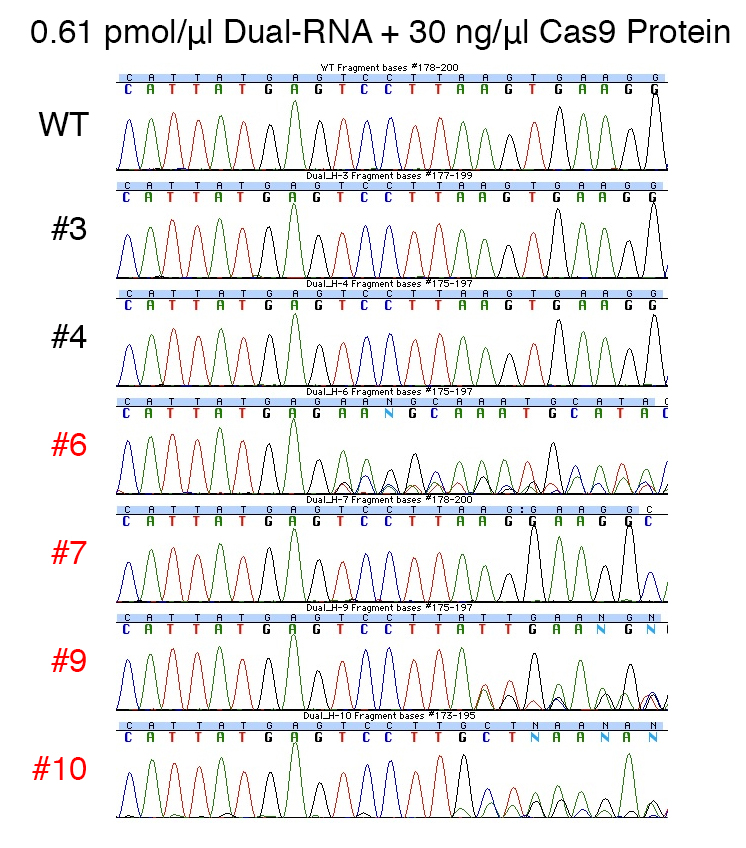 0.61 pmol/µl Dual-RNA + 30 ng/µl Cas9 Protein
WT Fragment bases #178-200
C A T T A T G A G T C C T T A A G T G A A G G
WT
C A T T A T G A G T C C T T A A G T G A A G G
Dual_H-3 Fragment bases #177-199
C A T T A T G A G T C C T T A A G T G A A G G
#3
C A T T A T G A G T C C T T A A G T G A A G G
Dual_H-4 Fragment bases #175-197
C A T T A T G A G T C C T T A A G T G A A G G
#4
C A T T A T G A G T C C T T A A G T G A A G G
Dual_H-6 Fragment bases #175-197
C A T T A T G A G A A N G C A A A T G C A T A C
#6
C A T T A T G A G A A N G C A A A T G C A T A C
Dual_H-7 Fragment bases #178-200
C A T T A T G A G T C C T T A A G : G A A G G C
#7
C A T T A T G A G T C C T T A A G G A A G G C
Dual_H-9 Fragment bases #175-197
C A T T A T G A G T C C T T A T T G A A N G N
#9
C A T T A T G A G T C C T T A T T G A A N G N
Dual_H-10 Fragment bases #173-195
C A T T A T G A G T C C T T G C T N A A N A N
#10
C A T T A T G A G T C C T T G C T N A A N A N